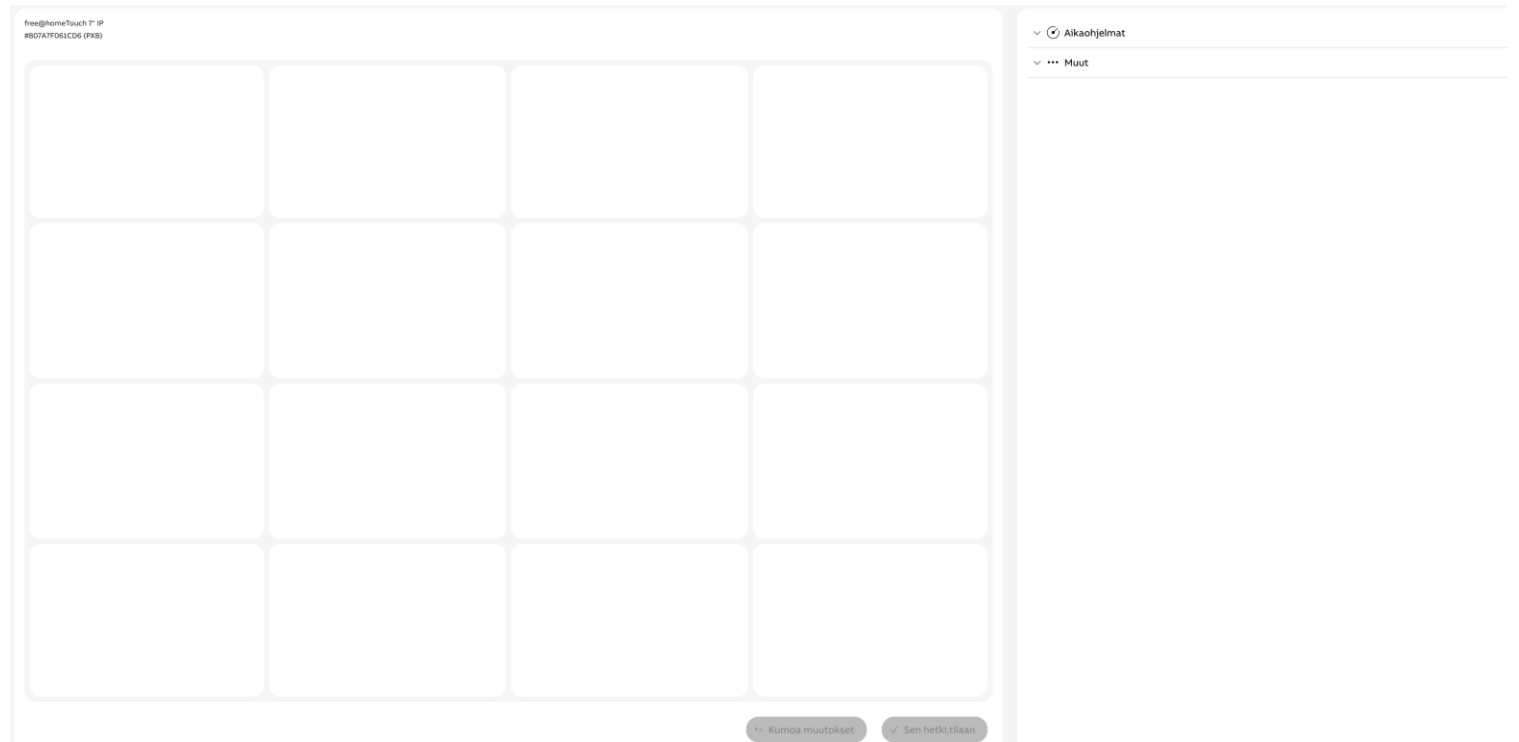 free@homeTouch 7" IP
#807A7F061CD6 (PXB)
Aikaohjelmat
Muut
Kumoa muutokset
Sen hetki.tilaan